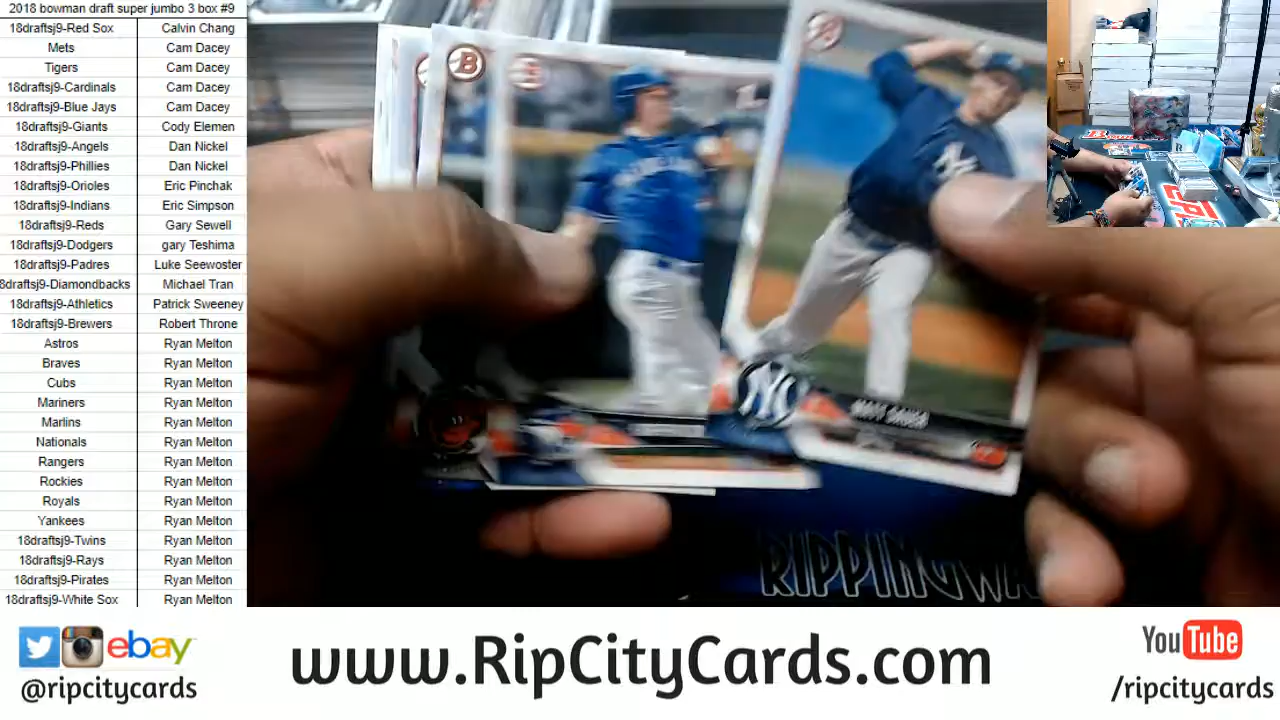 2018 bowman draft super jumbo 3 box #9
18draftsj9-Red Sox Calvin Chang
Mets Cam Dacey
Tigers Cam Dacey
18draftsj9-Cardinals Cam Dacey
18draftsj9-Blue Jays Cam Dacey
18draftsj9-Giants Cody Elemen
18draftsj9-Angels Dan Nickel
18draftsj9-Phillies Dan Nickel
18draftsj9-Orioles Eric Pinchak
18draftsj9-Indians Eric Simpson
18draftsj9-Reds Gary Sewell
18draftsj9-Dodgers gary Teshima
18draftsj9-Padres Luke Seewoster
8draftsj9-Diamondbacks Michael Tran
18draftsj9-Athletics Patrick Sweeney
18draftsj9-Brewers Robert Throne
Astros Ryan Melton
Braves Ryan Melton
Cubs Ryan Melton
Mariners Ryan Melton
Marlins Ryan Melton
Nationals Ryan Melton
Rangers Ryan Melton
Rockies Ryan Melton
Royals Ryan Melton
Yankees Ryan Melton
18draftsj9-Twins Ryan Melton
18draftsj9-Rays Ryan Melton
18draftsj9-Pirates Ryan Melton
18draftsj9-White Sox Ryan Melton
B
NY
RIPPINGWA
ebay
@ripcitycards
www.RipCityCards.com
YouTube
/ripcitycards